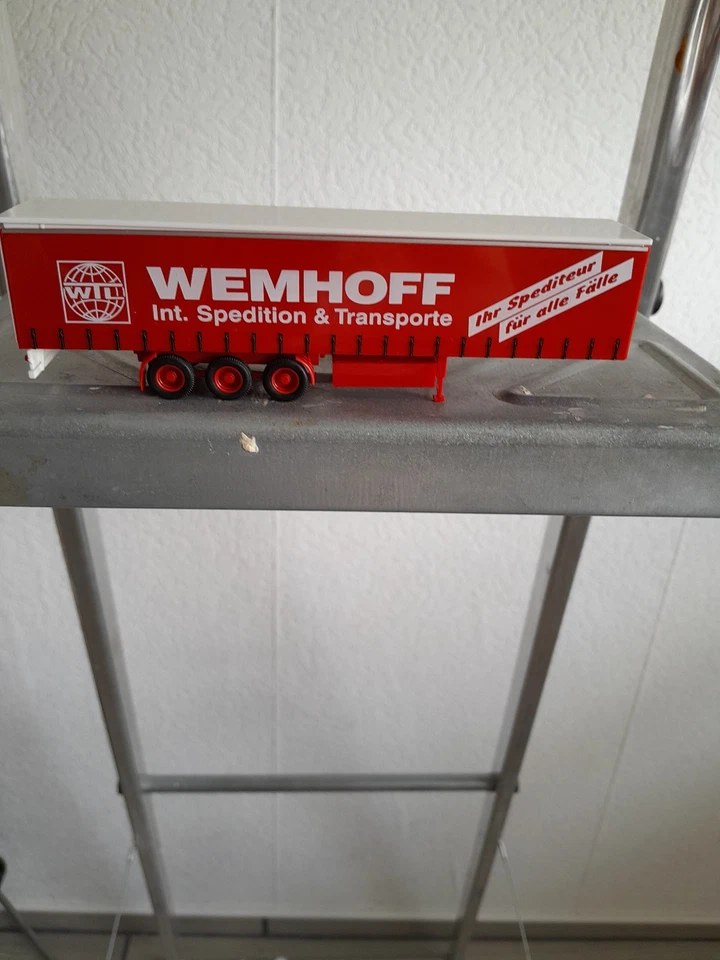 WTL
WEMHOFF
Int. Spedition & Transporte
Ihr Spediteur
für alle Fälle